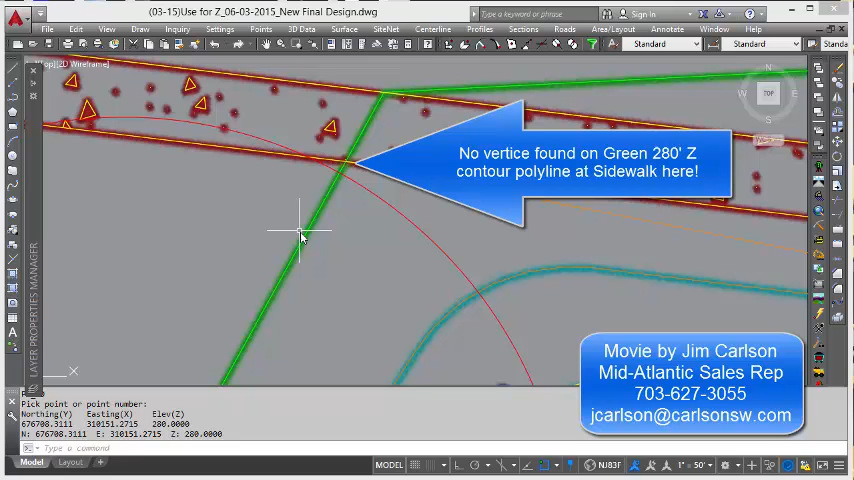 (03-15)Use for Z_06-03-2015_New Final Design.dwg
Type a keyword or phrase
Sign In
File Edit View Draw Inquiry Settings Points 3D Data Surface SiteNet Centerline Profiles Sections Roads Area/Layout Annotate Window Help
Standard
Standard
Standa
Top][2D Wireframe]
N
W TOP E
S
No vertice found on Green 280' Z
contour polyline at Sidewalk here!
LAYER PROPERTIES MANAGER
X
Movie by Jim Carlson
Mid-Atlantic Sales Rep
703-627-3055
jcarlson@carlsonsw.com
Pick point or point number:
Northing(Y) Easting(X) Elev(Z)
676708.3111 310151.2715 280.0000
N: 676708.3111 E: 310151.2715 Z: 280.0000
Type a command
Model Layout +
MODEL NJ83F 1" = 50'